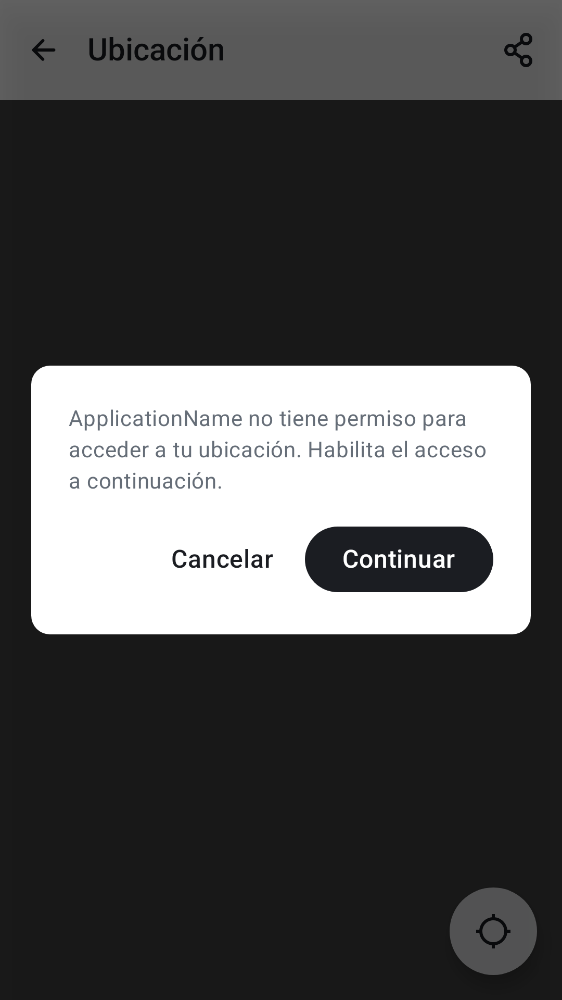 Ubicación
ApplicationName no tiene permiso para
acceder a tu ubicación. Habilita el acceso
a continuación.
Cancelar
Continuar